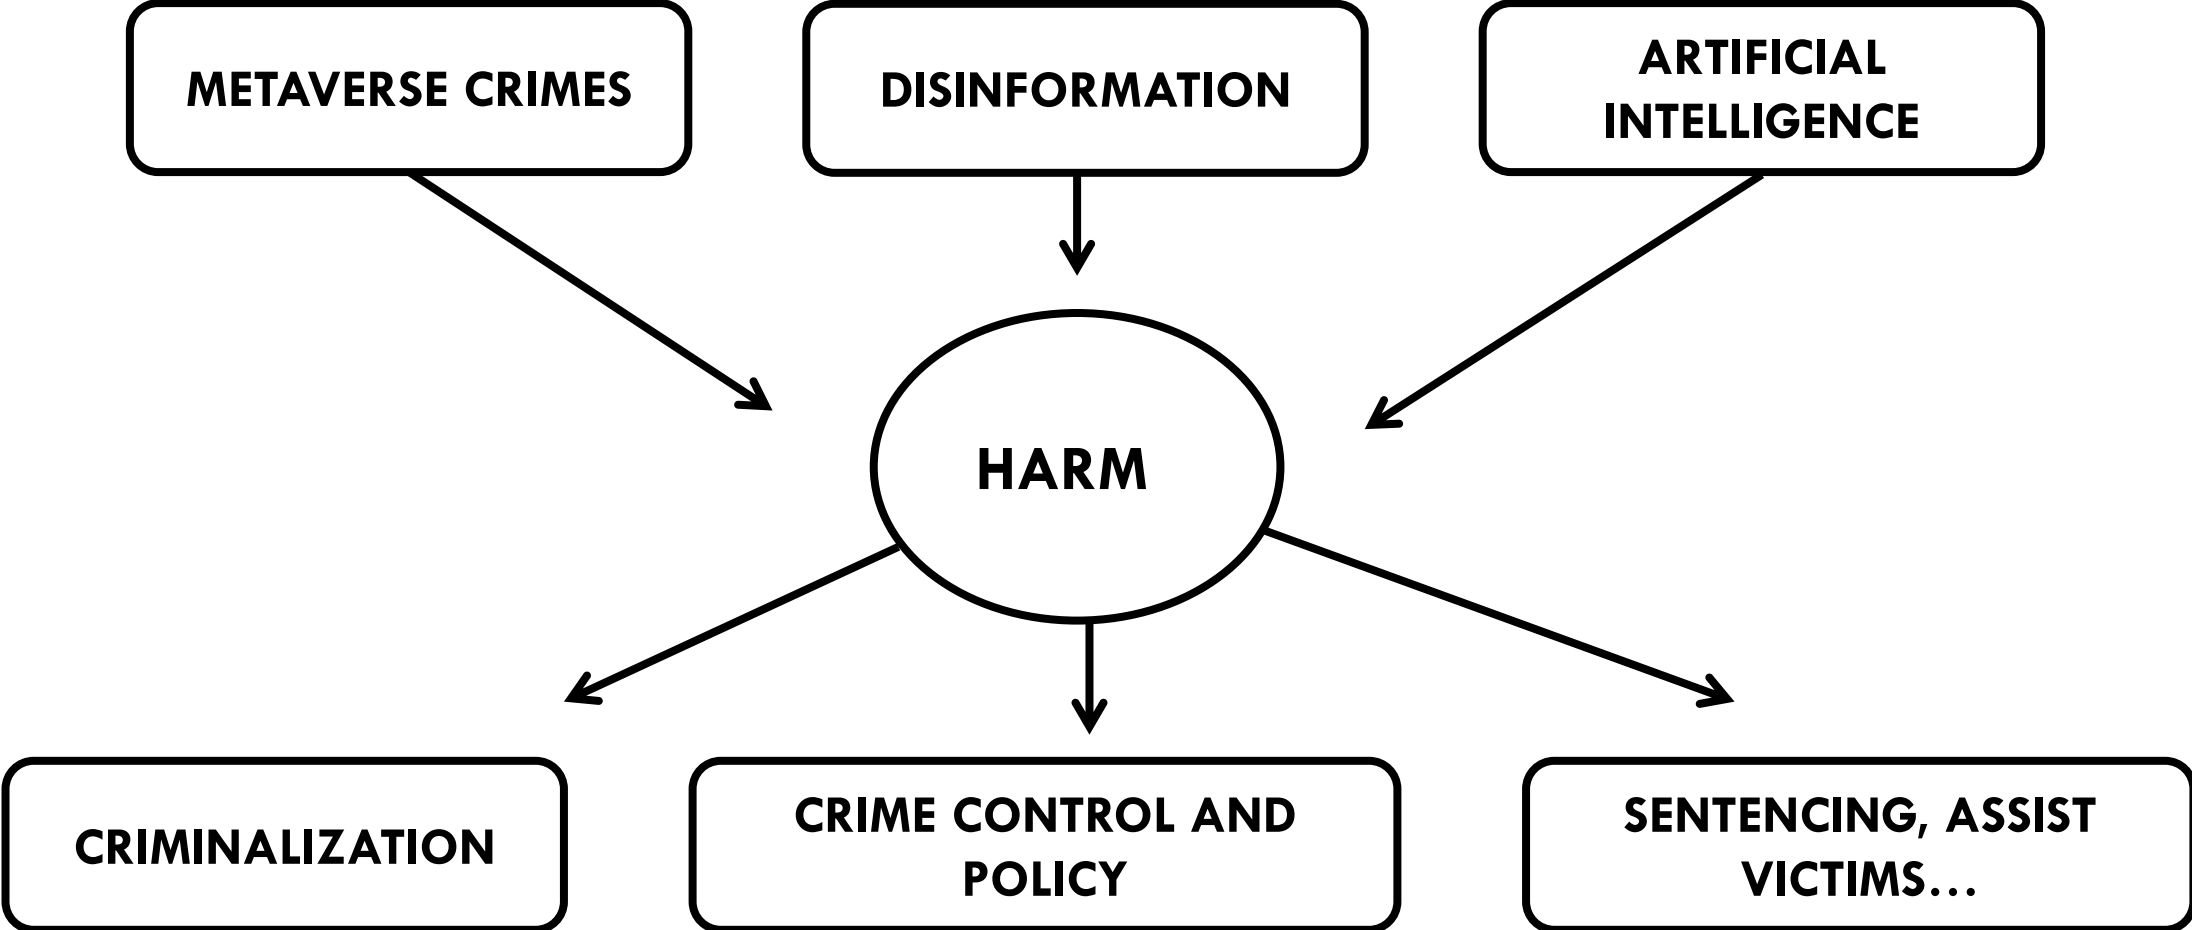 METAVERSE CRIMES
DISINFORMATION
ARTIFICIAL
INTELLIGENCE
HARM
CRIMINALIZATION
CRIME CONTROL AND
POLICY
SENTENCING, ASSIST
VICTIMS...